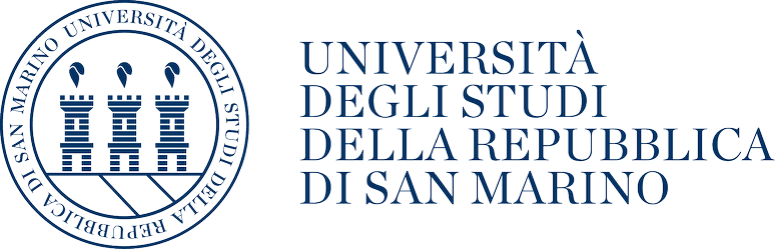 UNIVERSITÀ DEGLI STUDI DELLA REPUBBLICA DI SAN MARINO
UNIVERSITÀ
DEGLI STUDI
DELLA REPUBBLICA
DI SAN MARINO